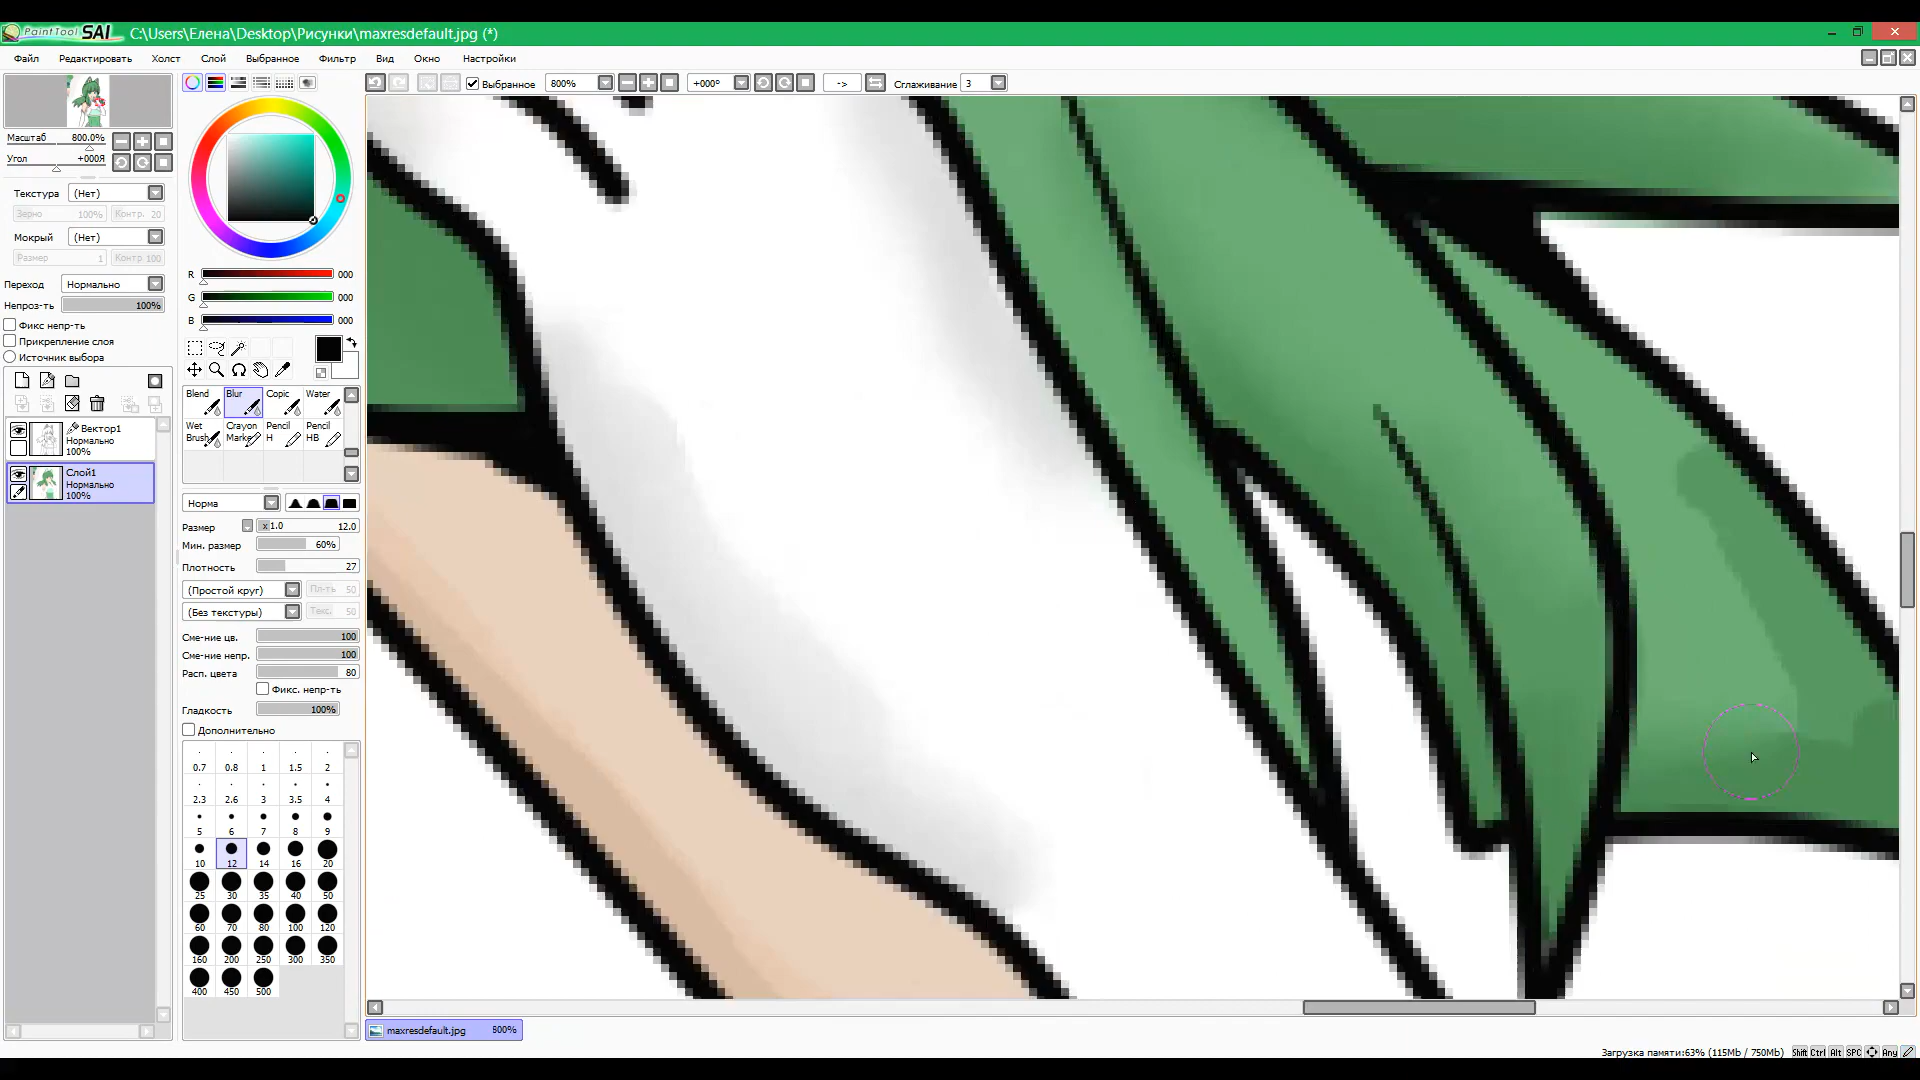 PaintTool SAI C:\Users\Елена\Desktop\Рисунки\maxresdefault.jpg (*)
Файл Редактировать Холст Слой Выбранное Фильтр Вид Окно Настройки
Выбранное 800% +000° -> Сглаживание 3
Масштаб 800.0%
Угол +000Я
Текстура (Нет)
Зерно 100% Контр. 20
Мокрый (Нет)
Размер 1 Контр 100
Переход Нормально
Непроз-ть 100%
Фикс непр-ть
Прикрепление слоя
Источник выбора
Вектор1
Нормально
100%
Слой1
Нормально
100%
R 000
G 000
B 000
Blend Blur Copic Water
Wet Brush Crayon Marke Pencil H Pencil HB
Норма
Размер x1.0 12.0
Мин. размер 60%
Плотность 27
(Простой круг) Пл-ть 50
(Без текстуры) Текс. 50
Сме-ние цв. 100
Сме-ние непр. 100
Расп. цвета 80
Фикс. непр-ть
Гладкость 100%
Дополнительно
0.7 0.8 1 1.5 2
2.3 2.6 3 3.5 4
5 6 7 8 9
10 12 14 16 20
25 30 35 40 50
60 70 80 100 120
160 200 250 300 350
400 450 500
maxresdefault.jpg 800%
Загрузка памяти:63% (115Mb / 750Mb) Shift Ctrl Alt SPC Any